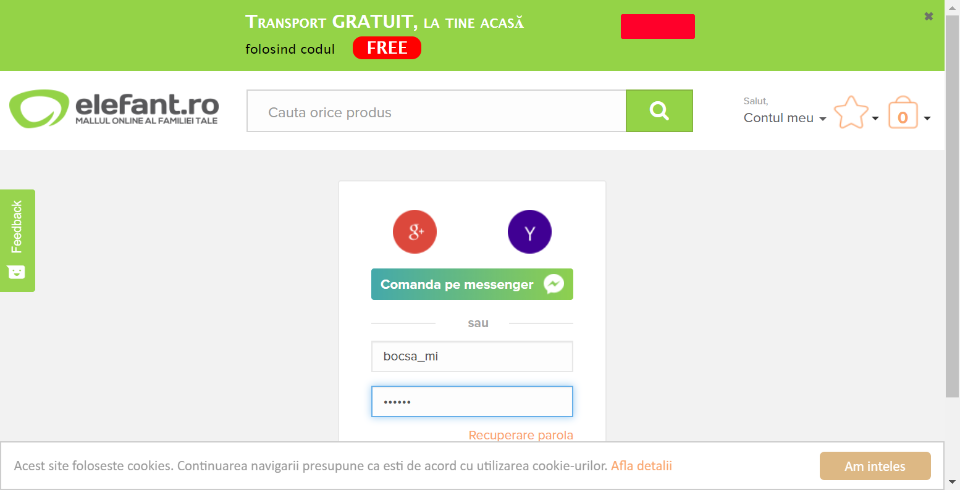 Transport GRATUIT, la tine acasă
folosind codul FREE
elefant.ro
MALLUL ONLINE AL FAMILIEI TALE
Cauta orice produs
Salut,
Contul meu
0
Feedback
g+
Y
Comanda pe messenger
sau
bocsa_mi
••••••
Recuperare parola
Acest site foloseste cookies. Continuarea navigarii presupune ca esti de acord cu utilizarea cookie-urilor. Afla detalii
Am inteles